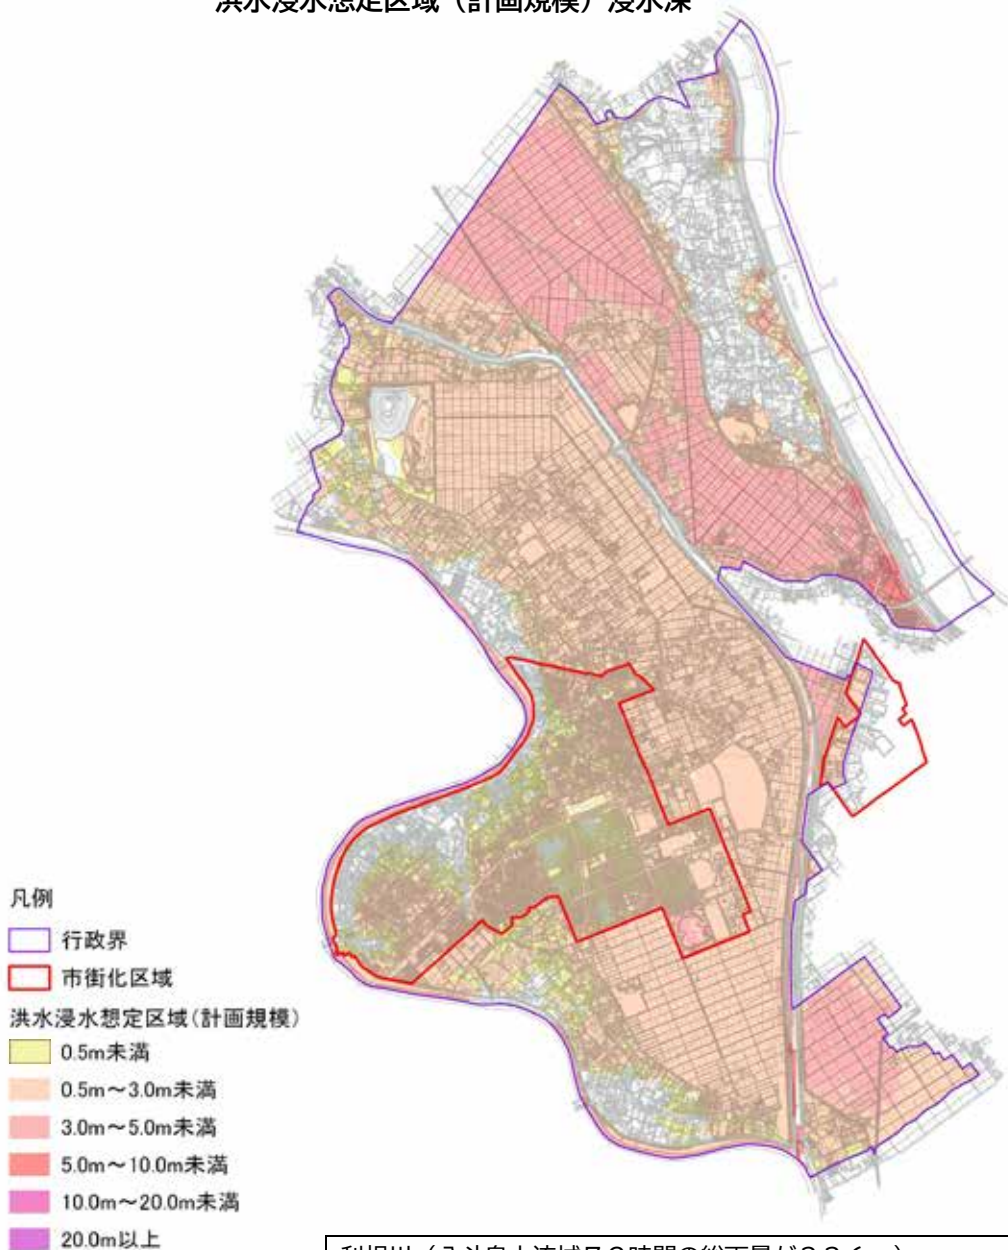 洪水浸水想定区域（計画規模）浸水深
凡例
行政界
市街化区域
洪水浸水想定区域(計画規模)
0.5m未満
0.5m～3.0m未満
3.0m～5.0m未満
5.0m～10.0m未満
10.0m～20.0m未満
20.0m以上